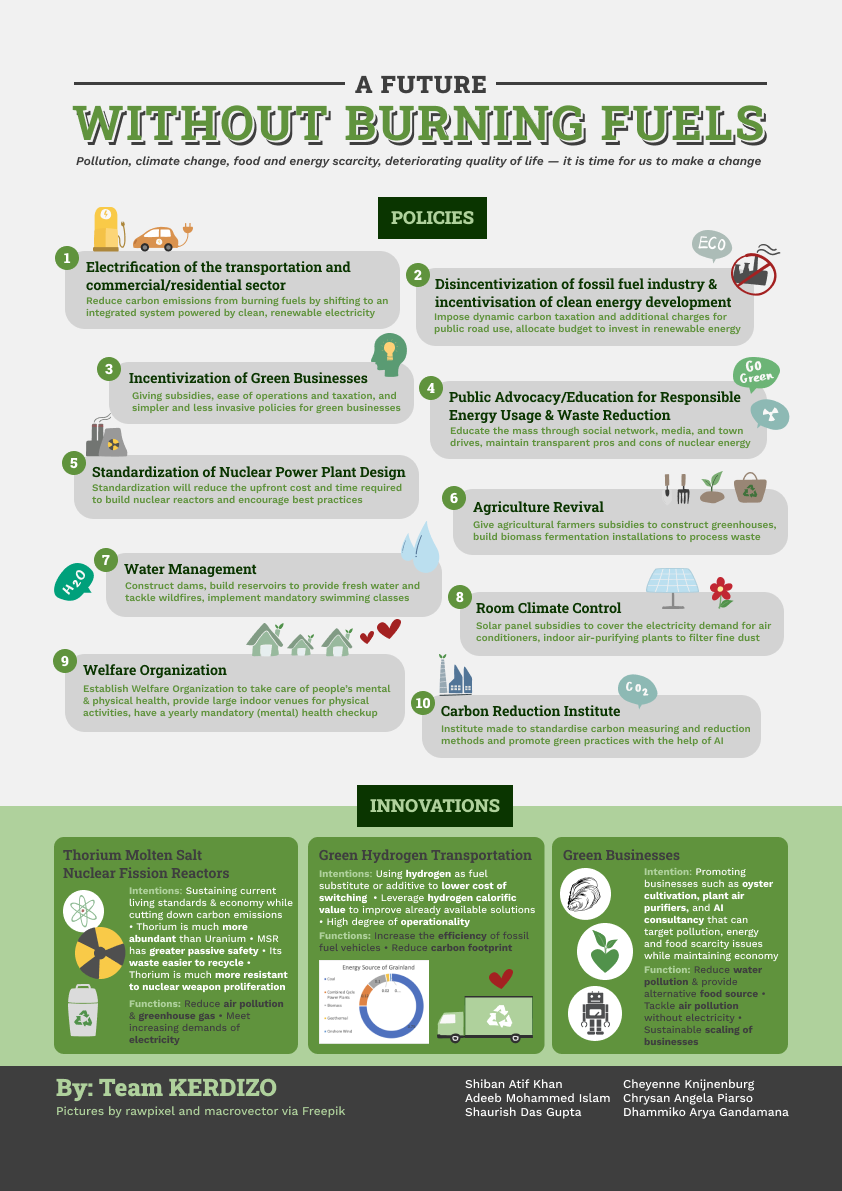 A FUTURE
WITHOUT BURNING FUELS
Pollution, climate change, food and energy scarcity, deteriorating quality of life — it is time for us to make a change
POLICIES
1
Electrification of the transportation and
commercial/residential sector
Reduce carbon emissions from burning fuels by shifting to an
integrated system powered by clean, renewable electricity
ECO
2
Disincentivization of fossil fuel industry &
incentivisation of clean energy development
Impose dynamic carbon taxation and additional charges for
public road use, allocate budget to invest in renewable energy
3
Incentivization of Green Businesses
Giving subsidies, ease of operations and taxation, and
simpler and less invasive policies for green businesses
GO
Green
4
Public Advocacy/Education for Responsible
Energy Usage & Waste Reduction
Educate the mass through social network, media, and town
drives, maintain transparent pros and cons of nuclear energy
5
Standardization of Nuclear Power Plant Design
Standardization will reduce the upfront cost and time required
to build nuclear reactors and encourage best practices
6
Agriculture Revival
Give agricultural farmers subsidies to construct greenhouses,
build biomass fermentation installations to process waste
H2O
7
Water Management
Construct dams, build reservoirs to provide fresh water and
tackle wildfires, implement mandatory swimming classes
8
Room Climate Control
Solar panel subsidies to cover the electricity demand for air
conditioners, indoor air-purifying plants to filter fine dust
9
Welfare Organization
Establish Welfare Organization to take care of people's mental
& physical health, provide large indoor venues for physical
activities, have a yearly mandatory (mental) health checkup
CO2
10
Carbon Reduction Institute
Institute made to standardise carbon measuring and reduction
methods and promote green practices with the help of AI
INNOVATIONS
Thorium Molten Salt
Nuclear Fission Reactors
Intentions: Sustaining current
living standards & economy while
cutting down carbon emissions
• Thorium is much more
abundant than Uranium • MSR
has greater passive safety • Its
waste easier to recycle •
Thorium is much more resistant
to nuclear weapon proliferation
Functions: Reduce air pollution
& greenhouse gas • Meet
increasing demands of
electricity
Green Hydrogen Transportation
Intentions: Using hydrogen as fuel
substitute or additive to lower cost of
switching • Leverage hydrogen calorific
value to improve already available solutions
• High degree of operationality
Functions: Increase the efficiency of fossil
fuel vehicles • Reduce carbon footprint
Energy Source of Grainland
Coal
Combined Cycle
Power Plants
Biomass
Geothermal
Onshore Wind
Green Businesses
Intention: Promoting
businesses such as oyster
cultivation, plant air
purifiers, and AI
consultancy that can
target pollution, energy
and food scarcity issues
while maintaining economy
Function: Reduce water
pollution & provide
alternative food source •
Tackle air pollution
without electricity •
Sustainable scaling of
businesses
By: Team KERDIZO
Pictures by rawpixel and macrovector via Freepik
Shiban Atif Khan
Adeeb Mohammed Islam
Shaurish Das Gupta
Cheyenne Knijnenburg
Chrysan Angela Piarso
Dhammiko Arya Gandamana